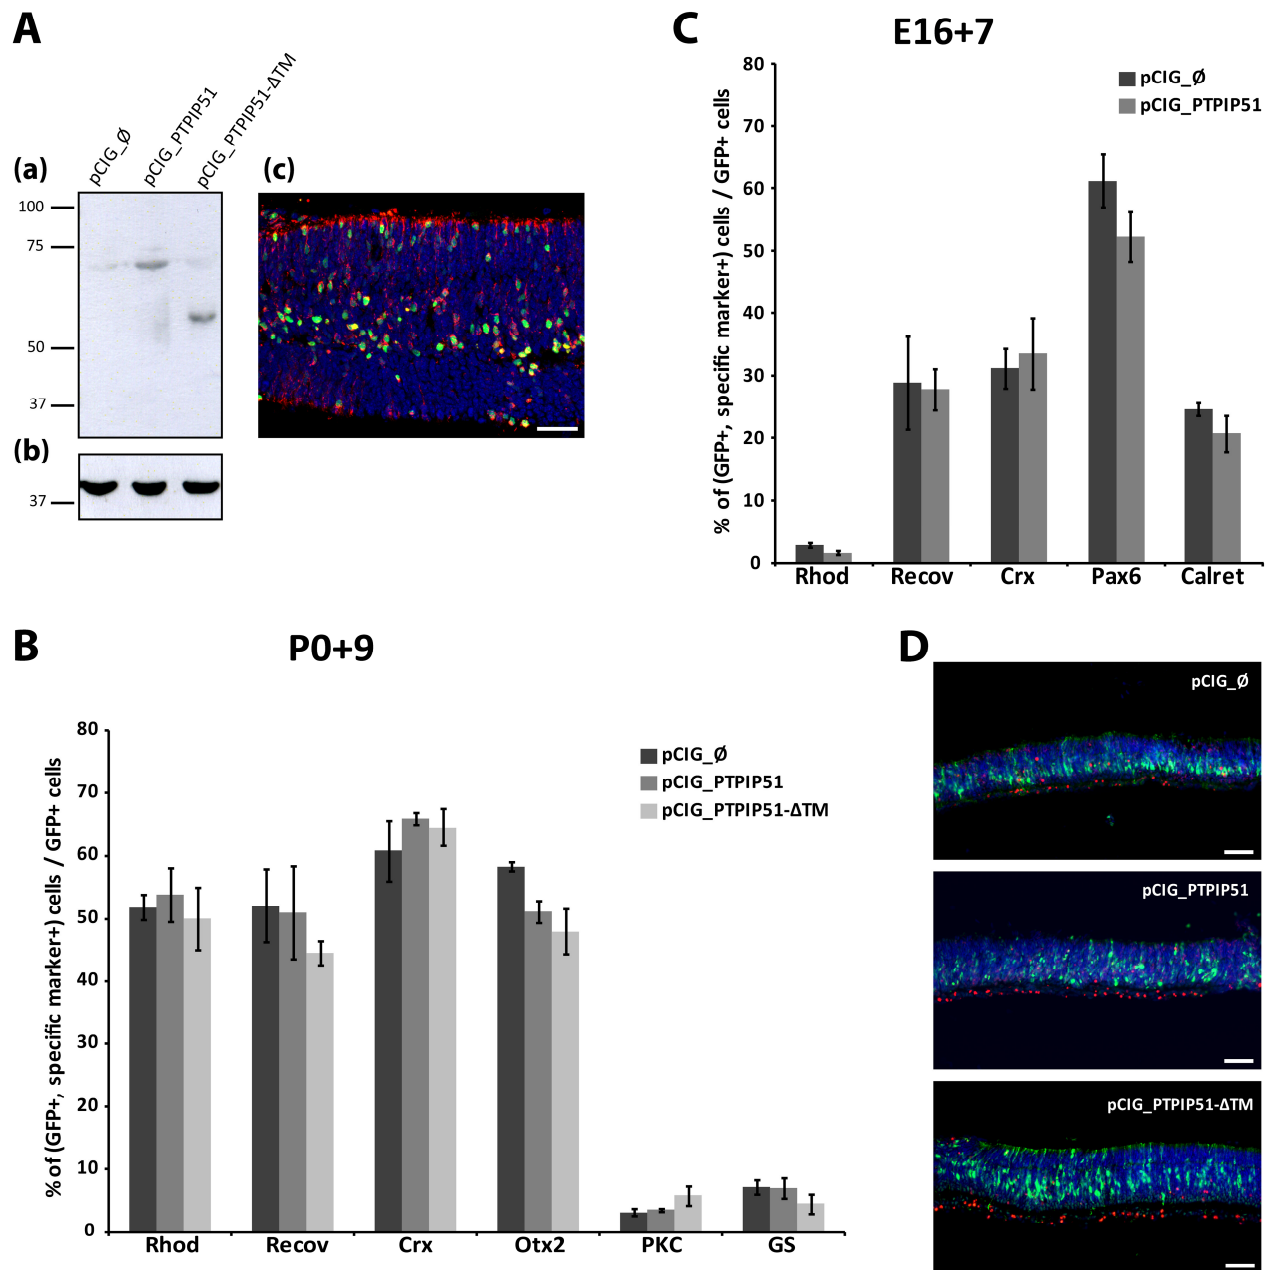 A
pCIG_Ø
pCIG_PTPIP51
pCIG_PTPIP51-ΔTM
(a)
100
75
50
37
(b)
37
(c)
C
E16+7
% of (GFP+, specific marker+) cells / GFP+ cells
80
70
60
50
40
30
20
10
0
pCIG_Ø
pCIG_PTPIP51
Rhod Recov Crx Pax6 Calret
B
P0+9
% of (GFP+, specific marker+) cells / GFP+ cells
80
70
60
50
40
30
20
10
0
pCIG_Ø
pCIG_PTPIP51
pCIG_PTPIP51-ΔTM
Rhod Recov Crx Otx2 PKC GS
D
pCIG_Ø
pCIG_PTPIP51
pCIG_PTPIP51-ΔTM